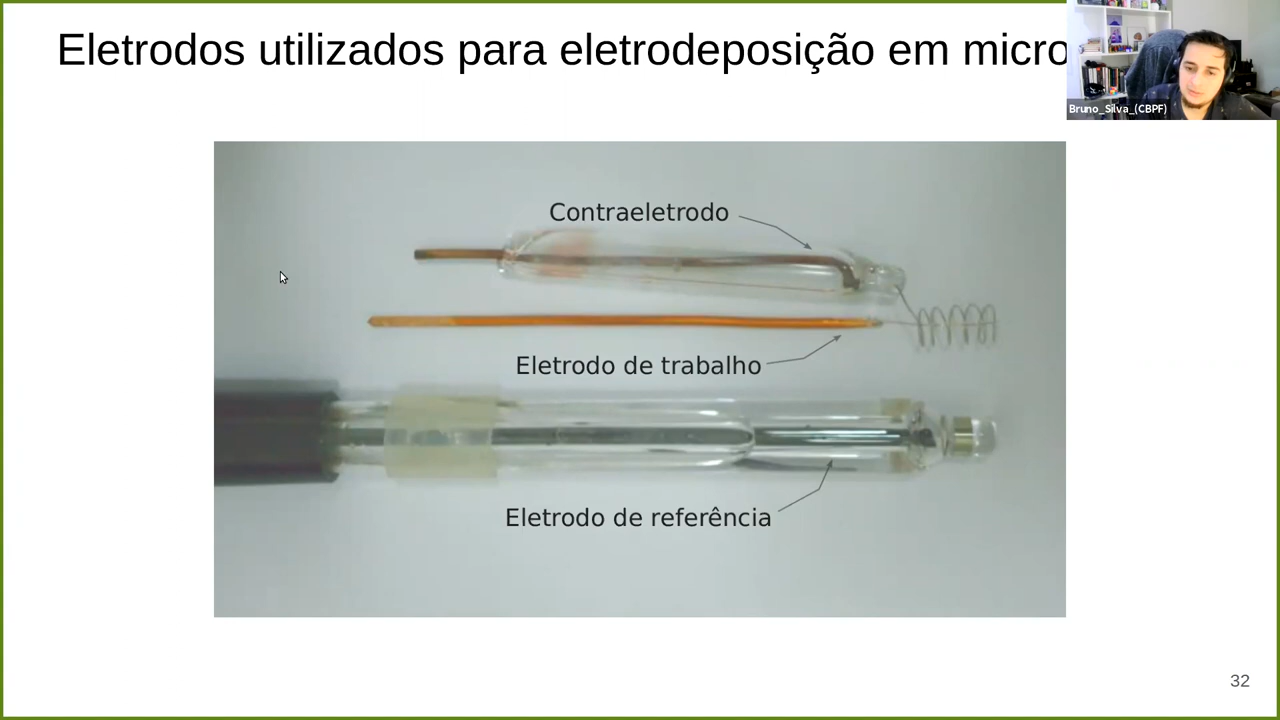 Eletrodos utilizados para eletrodeposição em micro
Bruno_Silva_(CBPF)
Contraeletrodo
Eletrodo de trabalho
Eletrodo de referência
32